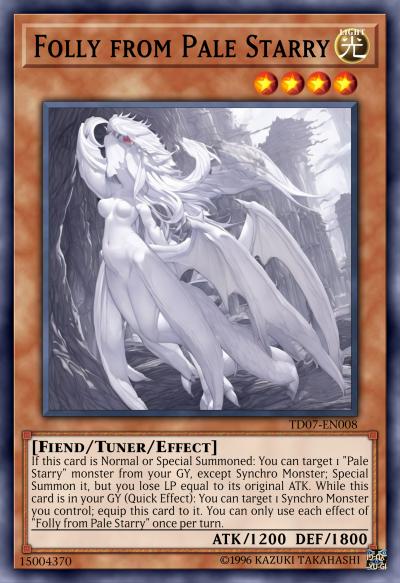 Folly from Pale Starry
LIGHT
光
TD07-EN008
[Fiend/Tuner/Effect]
If this card is Normal or Special Summoned: You can target 1 "Pale
Starry" monster from your GY, except Synchro Monster; Special
Summon it, but you lose LP equal to its original ATK. While this
card is in your GY (Quick Effect): You can target 1 Synchro Monster
you control; equip this card to it. You can only use each effect of
"Folly from Pale Starry" once per turn.
ATK/1200 DEF/1800
15004370
©1996 KAZUKI TAKAHASHI